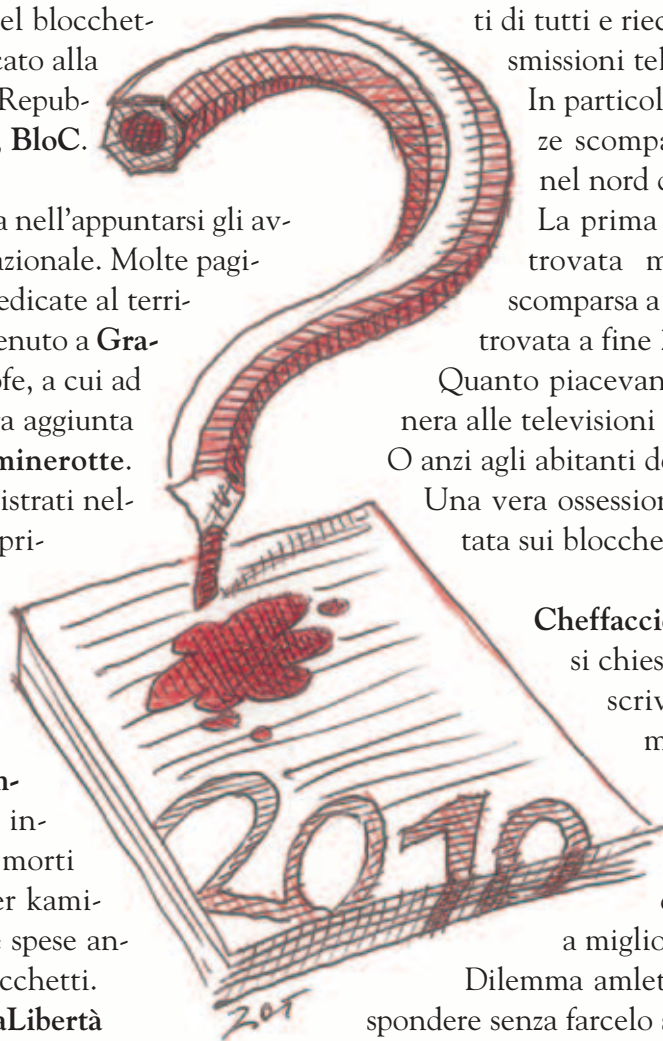 el blocchet-
cato alla
Repub-
BloC.
a nell'appuntarsi gli av-
azionale. Molte pagi-
edicate al terri-
enuto a Gra-
ofe, a cui ad
ra aggiunta
minerotte.
istrati nel-
pri-
n-
in-
morti
er kami-
e spese an-
cchetti.
aLibertà
ti di tutti e riec
smissioni tel
In particol
ze scompa
nel nord d
La prima
trovata m
scomparsa a
trovata a fine
Quanto piacevan
nera alle televisioni
O anzi agli abitanti de
Una vera ossession
tata sui blocche
Cheffaccio
si chies
scriv
m
a miglio
Dilemma amlet
spondere senza farcelo s
2010
ZOT